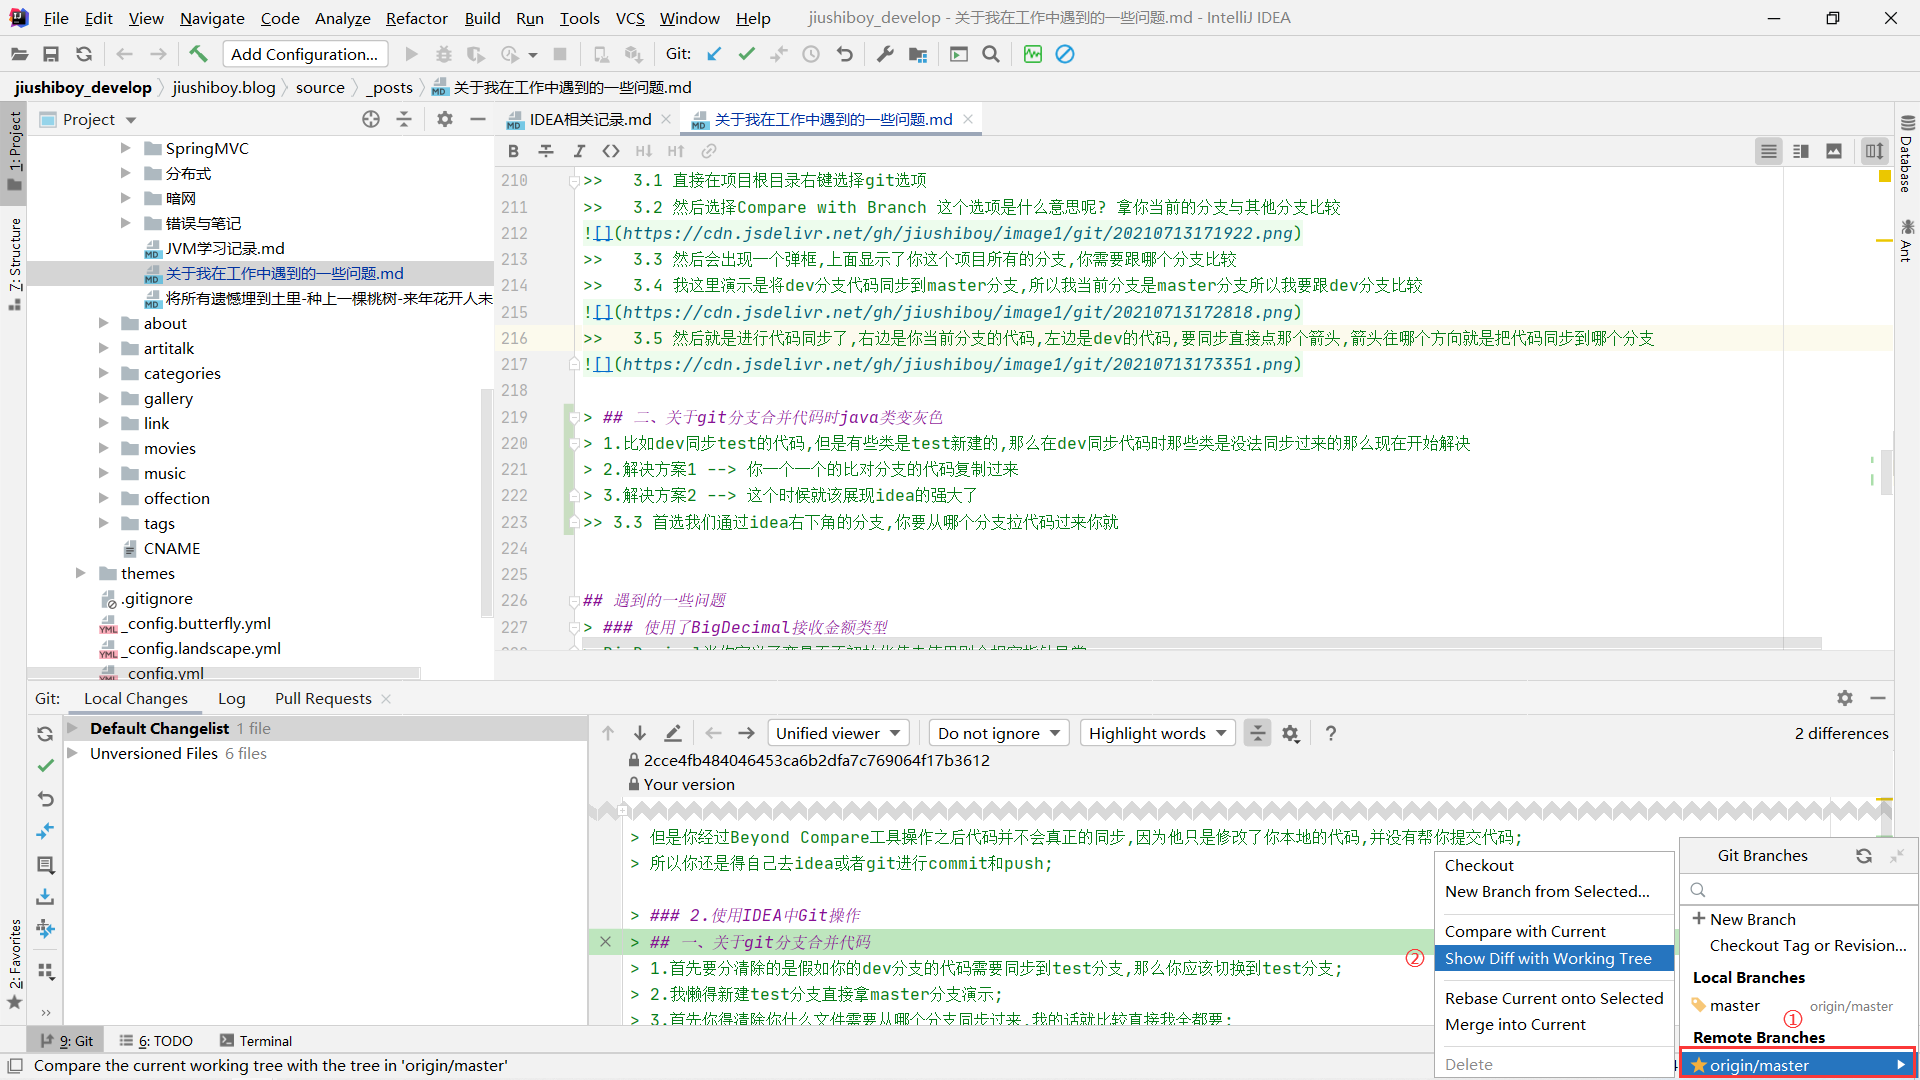 File Edit View Navigate Code Analyze Refactor Build Run Tools VCS Window Help jiushiboy_develop - 关于我在工作中遇到的一些问题.md - IntelliJ IDEA
Add Configuration... Git:
jiushiboy_develop jiushiboy.blog source _posts 关于我在工作中遇到的一些问题.md
1: Project
Z: Structure
2: Favorites
Database
Ant
Project
SpringMVC
分布式
暗网
错误与笔记
JVM学习记录.md
关于我在工作中遇到的一些问题.md
将所有遗憾埋到土里-种上一棵桃树-来年花开人未
about
artitalk
categories
gallery
link
movies
music
offection
tags
CNAME
themes
.gitignore
_config.butterfly.yml
_config.landscape.yml
_config.yml
IDEA相关记录.md 关于我在工作中遇到的一些问题.md
210 >> 3.1 直接在项目根目录右键选择git选项
211 >> 3.2 然后选择Compare with Branch 这个选项是什么意思呢? 拿你当前的分支与其他分支比较
212 ![](https://cdn.jsdelivr.net/gh/jiushiboy/image1/git/20210713171922.png)
213 >> 3.3 然后会出现一个弹框,上面显示了你这个项目所有的分支,你需要跟哪个分支比较
214 >> 3.4 我这里演示是将dev分支代码同步到master分支,所以我当前分支是master分支所以我要跟dev分支比较
215 ![](https://cdn.jsdelivr.net/gh/jiushiboy/image1/git/20210713172818.png)
216 >> 3.5 然后就是进行代码同步了,右边是你当前分支的代码,左边是dev的代码,要同步直接点那个箭头,箭头往哪个方向就是把代码同步到哪个分支
217 ![](https://cdn.jsdelivr.net/gh/jiushiboy/image1/git/20210713173351.png)
218
219 > ## 二、关于git分支合并代码时java类变灰色
220 > 1.比如dev同步test的代码,但是有些类是test新建的,那么在dev同步代码时那些类是没法同步过来的那么现在开始解决
221 > 2.解决方案1 --> 你一个一个的比对分支的代码复制过来
222 > 3.解决方案2 --> 这个时候就该展现idea的强大了
223 >> 3.3 首选我们通过idea右下角的分支,你要从哪个分支拉代码过来你就
224
225
226 ## 遇到的一些问题
227 > ### 使用了BigDecimal接收金额类型
Git: Local Changes Log Pull Requests
Default Changelist 1 file
Unversioned Files 6 files
Unified viewer Do not ignore Highlight words ? 2 differences
2cce4fb484046453ca6b2dfa7c769064f17b3612
Your version
> 但是你经过Beyond Compare工具操作之后代码并不会真正的同步,因为他只是修改了你本地的代码,并没有帮你提交代码;
> 所以你还是得自己去idea或者git进行commit和push;
> ### 2.使用IDEA中Git操作
> ## 一、关于git分支合并代码
> 1.首先要分清除的是假如你的dev分支的代码需要同步到test分支,那么你应该切换到test分支;
> 2.我懒得新建test分支直接拿master分支演示;
> 3.首先你得清除你什么文件需要从哪个分支同步过来,我的话就比较直接我全都要;
Checkout
New Branch from Selected...
Compare with Current
② Show Diff with Working Tree
Rebase Current onto Selected
Merge into Current
Delete
Git Branches
New Branch
Checkout Tag or Revision...
Local Branches
master ① origin/master
Remote Branches
origin/master
9: Git 6: TODO Terminal
Compare the current working tree with the tree in 'origin/master'